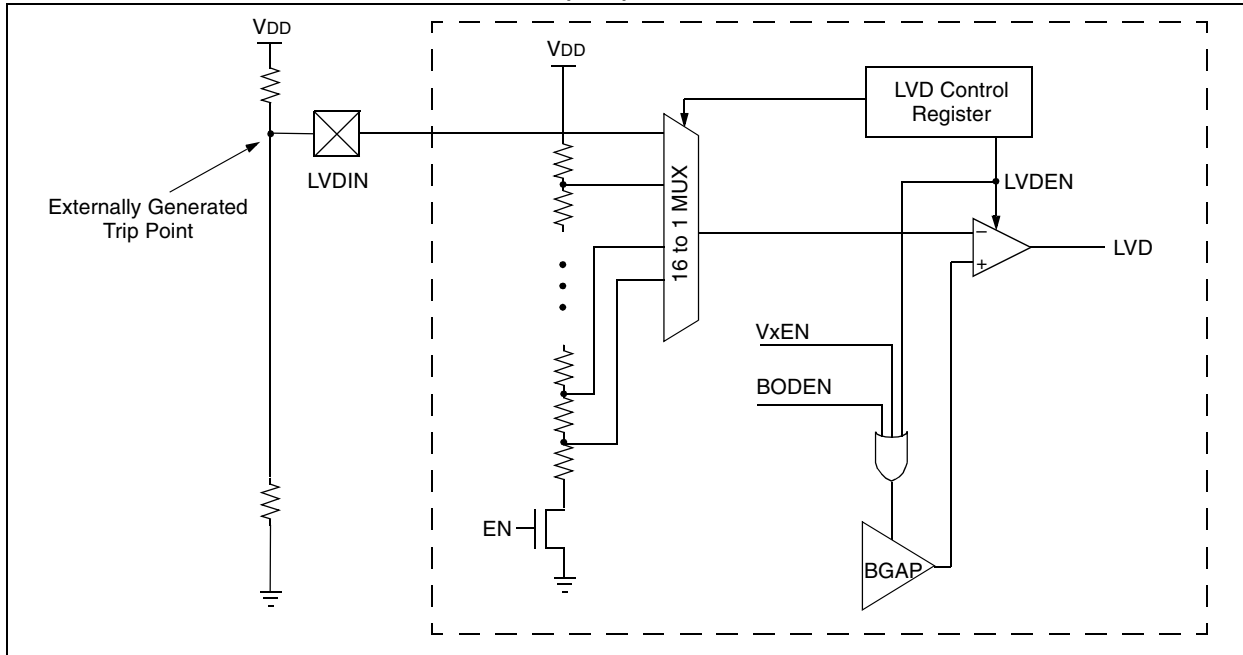 VDD
VDD
LVD Control
Register
LVDIN
LVDEN
Externally Generated
Trip Point
16 to 1 MUX
–
+
LVD
VxEN
BODEN
EN
BGAP